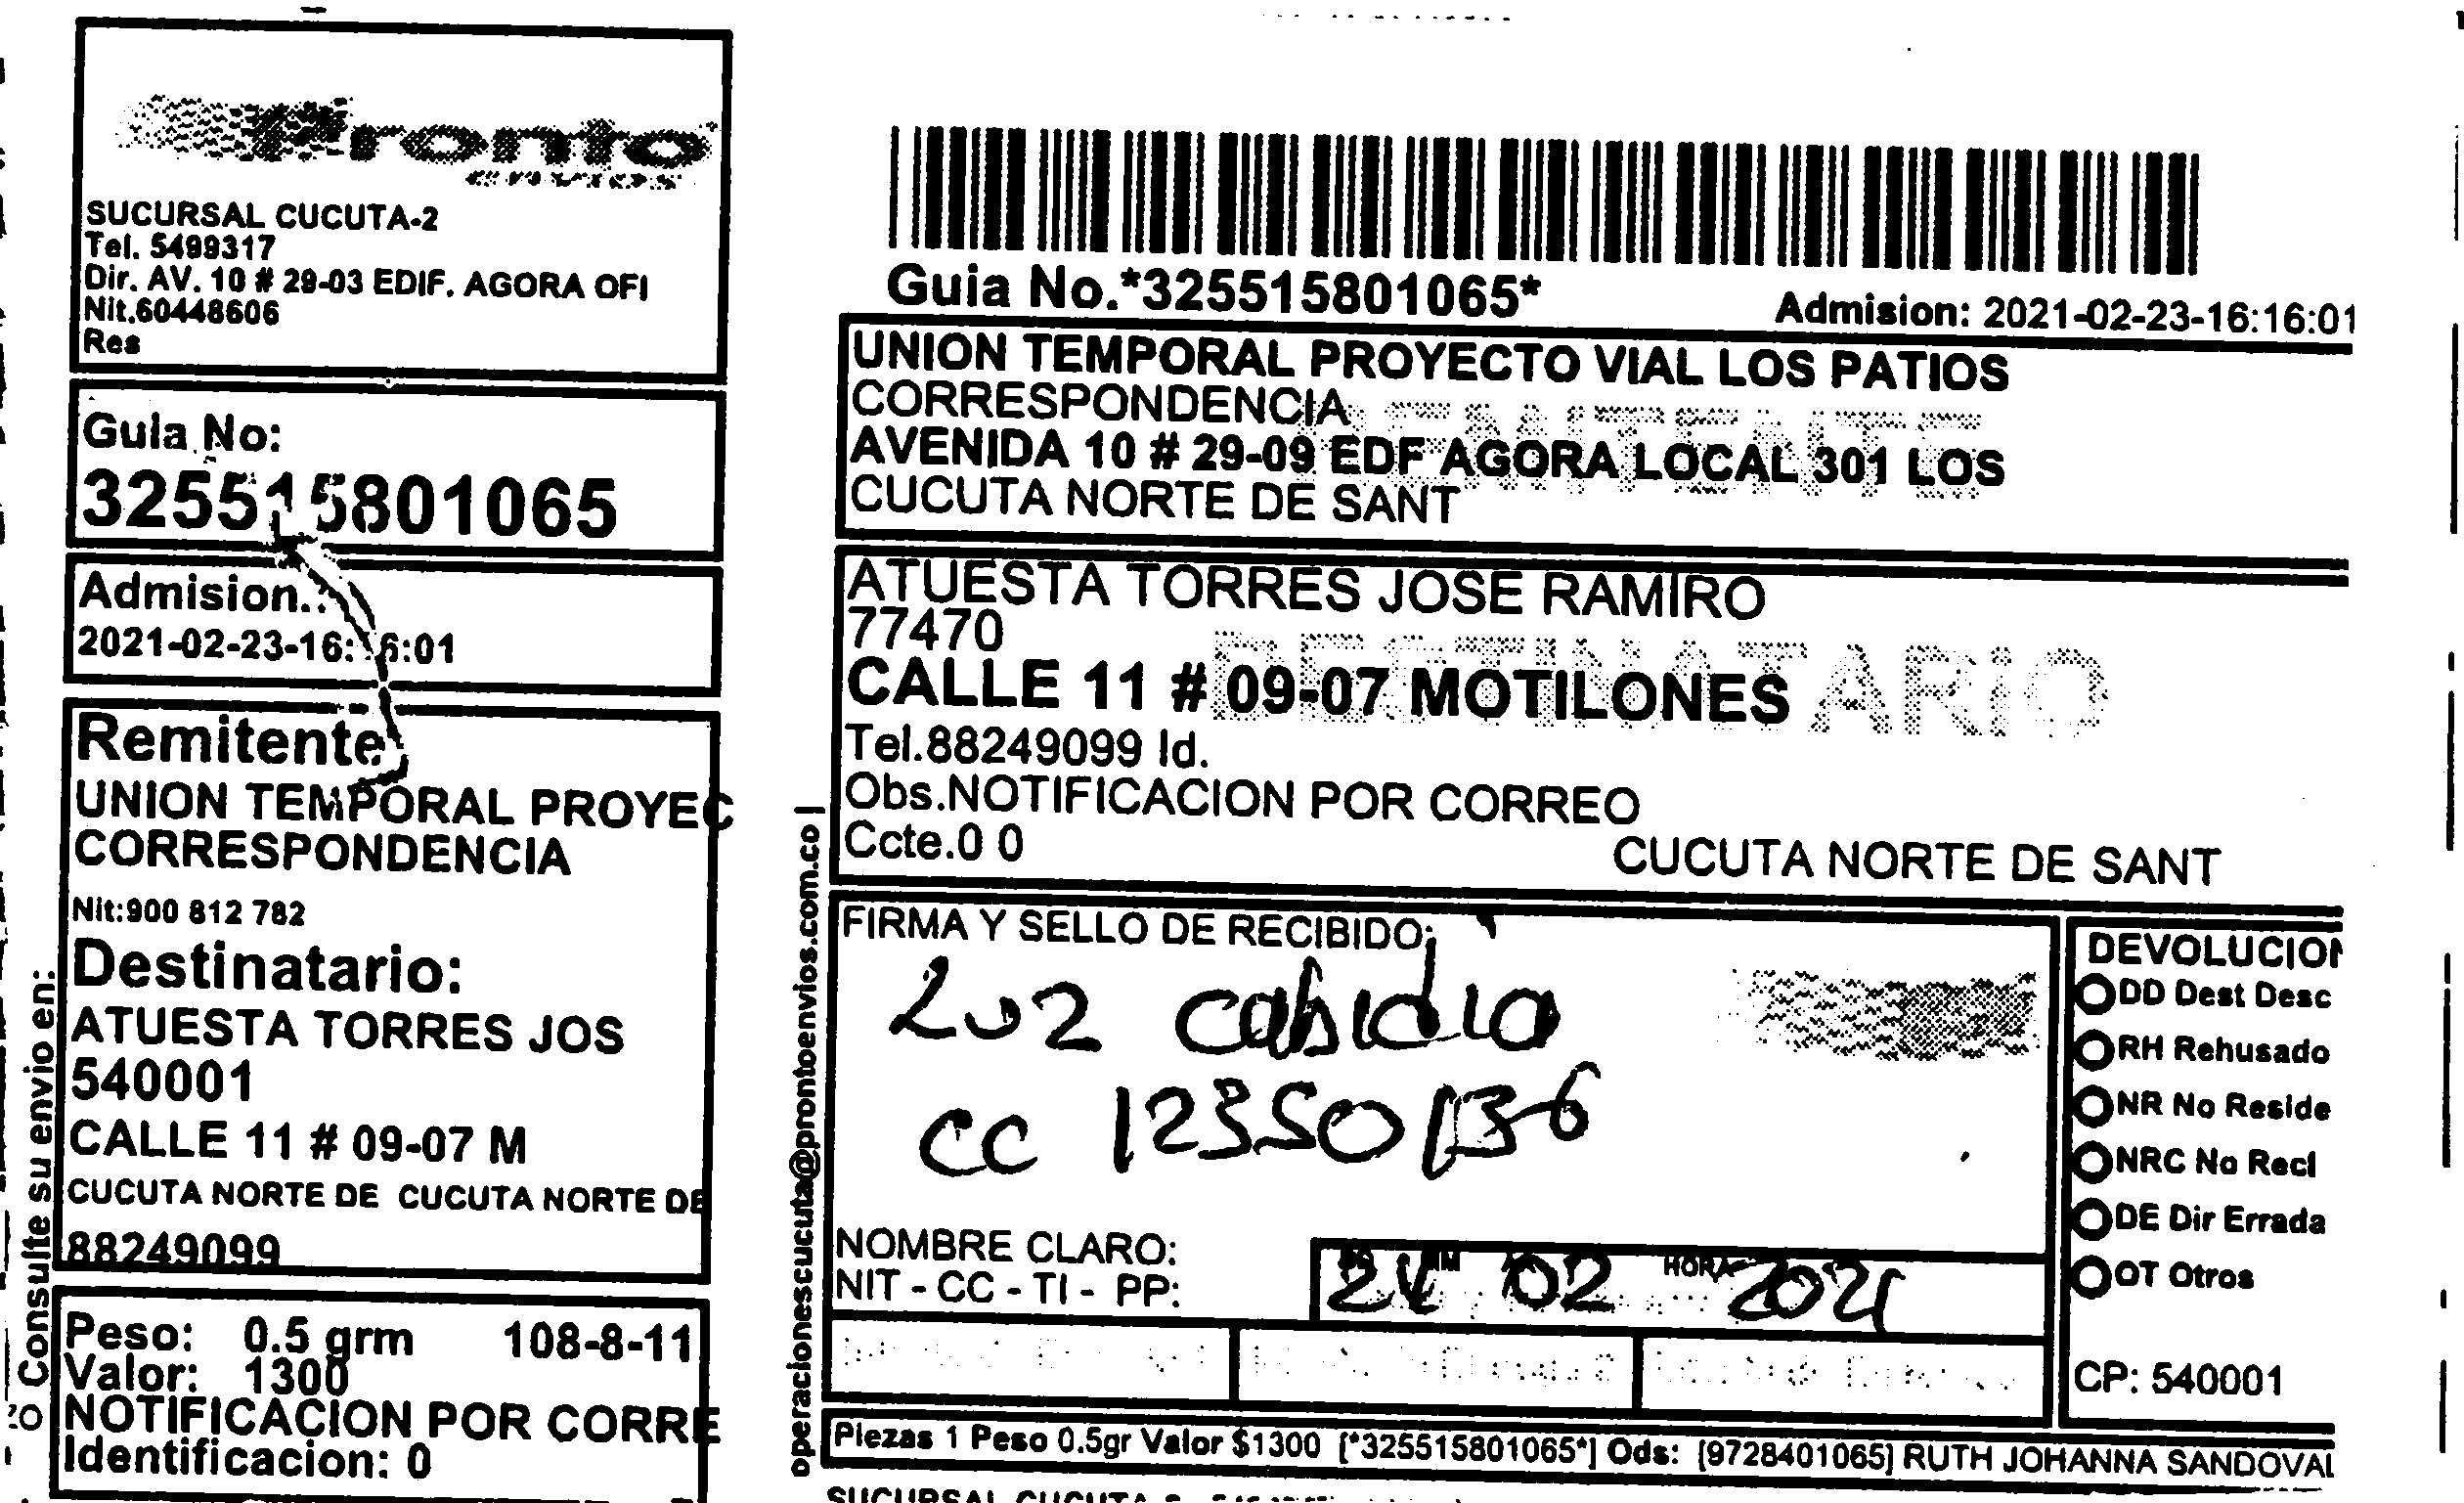 Pronto
envios
SUCURSAL CUCUTA-2
Tel. 5499317
Dir. AV. 10 # 29-03 EDIF. AGORA OFI
Nit.60448606
Res
Guia No:
325515801065
Admision.:
2021-02-23-16:16:01
Remitente
UNION TEMPORAL PROYEC
CORRESPONDENCIA
Nit:900 812 782
Destinatario:
ATUESTA TORRES JOS
540001
CALLE 11 # 09-07 M
CUCUTA NORTE DE CUCUTA NORTE DE
88249099
Peso: 0.5 grm 108-8-11
Valor: 1300
NOTIFICACION POR CORRE
Identificacion: 0
Consulte su envio en:
operacionescucuta@prontoenvios.com.co |
Guia No.*325515801065*
Admision: 2021-02-23-16:16:01
UNION TEMPORAL PROYECTO VIAL LOS PATIOS
CORRESPONDENCIA
REMITENTE
AVENIDA 10 # 29-09 EDF AGORA LOCAL 301 LOS
CUCUTA NORTE DE SANT
ATUESTA TORRES JOSE RAMIRO
77470
DESTINATARIO
CALLE 11 # 09-07 MOTILONES
Tel.88249099 Id.
Obs.NOTIFICACION POR CORREO
Ccte.0 0
CUCUTA NORTE DE SANT
FIRMA Y SELLO DE RECIBIDO:
CC
NOMBRE CLARO:
NIT - CC - TI - PP:
HORA
02 2021
DEVOLUCION
DD Dest Desc
RH Rehusado
NR No Reside
NRC No Recl
DE Dir Errada
OT Otros
CP: 540001
Piezas 1 Peso 0.5gr Valor $1300 [*325515801065*] Ods: [9728401065] RUTH JOHANNA SANDOVAL
SUCURSAL CUCUTA-2